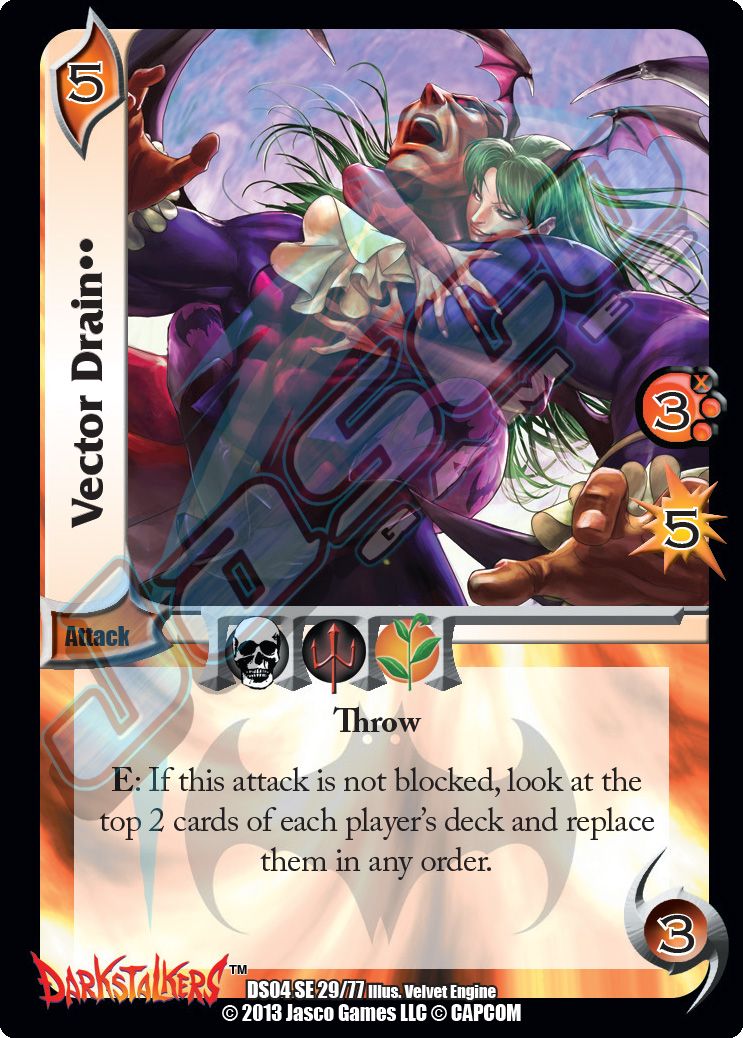 5
Vector Drain••
3
X
5
Attack
Throw
E: If this attack is not blocked, look at the
top 2 cards of each player's deck and replace
them in any order.
3
DARKSTALKERS™
DS04 SE 29/77 Illus. Velvet Engine
© 2013 Jasco Games LLC © CAPCOM
JASCO
GAMES